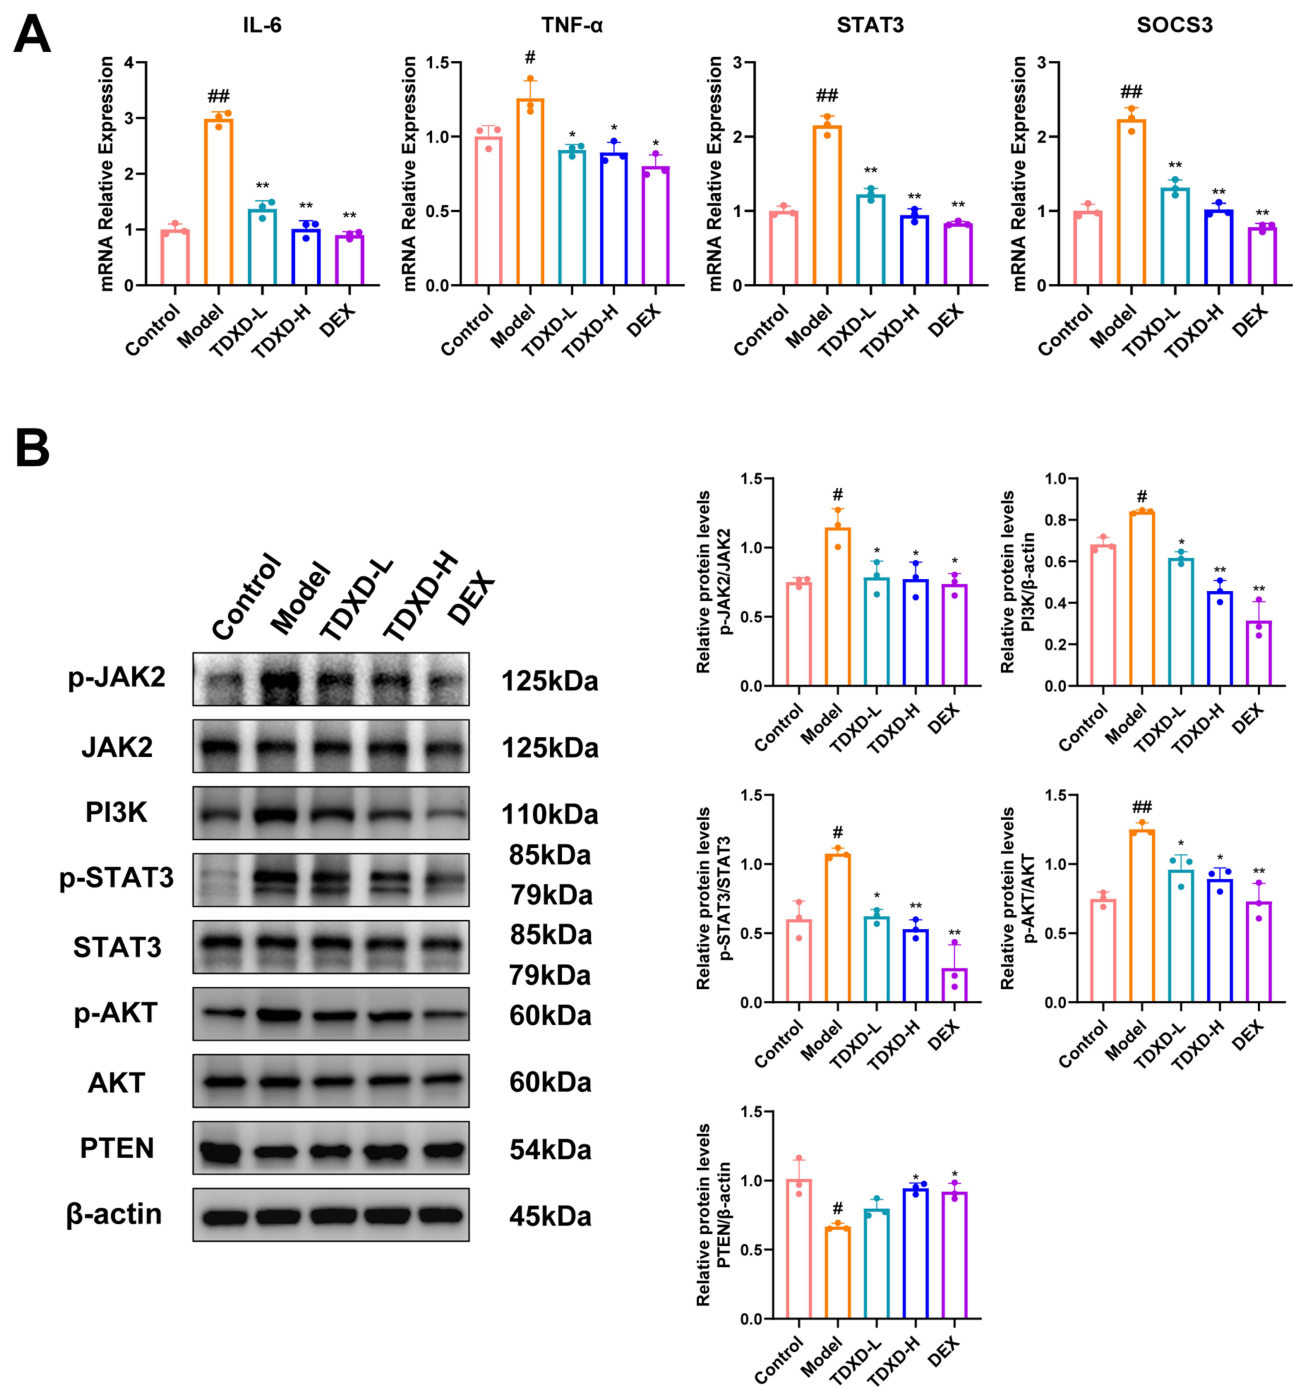 A
IL-6
mRNA Relative Expression
4
3
2
1
0
##
**
**
**
Control
Model
TDXD-L
TDXD-H
DEX
TNF-α
mRNA Relative Expression
1.5
1.0
0.5
0.0
#
*
*
*
Control
Model
TDXD-L
TDXD-H
DEX
STAT3
mRNA Relative Expression
3
2
1
0
##
**
**
**
Control
Model
TDXD-L
TDXD-H
DEX
SOCS3
mRNA Relative Expression
3
2
1
0
##
**
**
**
Control
Model
TDXD-L
TDXD-H
DEX
B
Control
Model
TDXD-L
TDXD-H
DEX
p-JAK2
125kDa
JAK2
125kDa
PI3K
110kDa
p-STAT3
85kDa
79kDa
STAT3
85kDa
79kDa
p-AKT
60kDa
AKT
60kDa
PTEN
54kDa
β-actin
45kDa
Relative protein levels
p-JAK2/JAK2
1.5
1.0
0.5
0.0
#
*
*
*
Control
Model
TDXD-L
TDXD-H
DEX
Relative protein levels
PI3K/β-actin
1.0
0.8
0.6
0.4
0.2
0.0
#
*
**
**
Control
Model
TDXD-L
TDXD-H
DEX
Relative protein levels
p-STAT3/STAT3
1.5
1.0
0.5
0.0
#
*
**
**
Control
Model
TDXD-L
TDXD-H
DEX
Relative protein levels
p-AKT/AKT
1.5
1.0
0.5
0.0
##
*
*
**
Control
Model
TDXD-L
TDXD-H
DEX
Relative protein levels
PTEN/β-actin
1.5
1.0
0.5
0.0
#
*
*
Control
Model
TDXD-L
TDXD-H
DEX